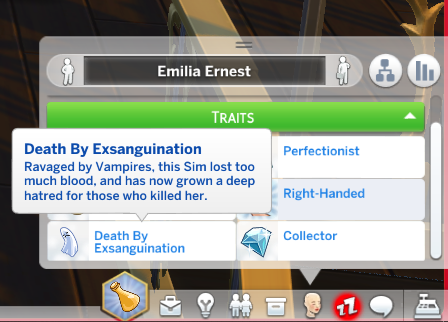 Emilia Ernest
TRAITS
Death By Exsanguination
Ravaged by Vampires, this Sim lost too
much blood, and has now grown a deep
hatred for those who killed her.
Perfectionist
Right-Handed
Death By
Exsanguination
Collector